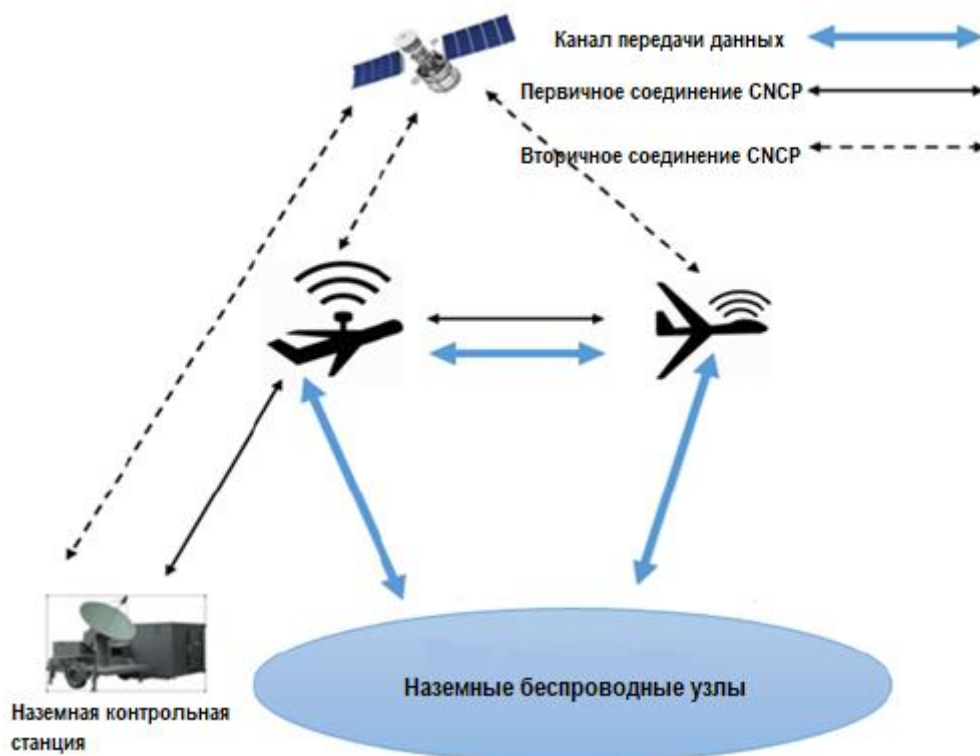 Канал передачи данных
Первичное соединение CNCP
Вторичное соединение CNCP
Наземные беспроводные узлы
Наземная контрольная
станция